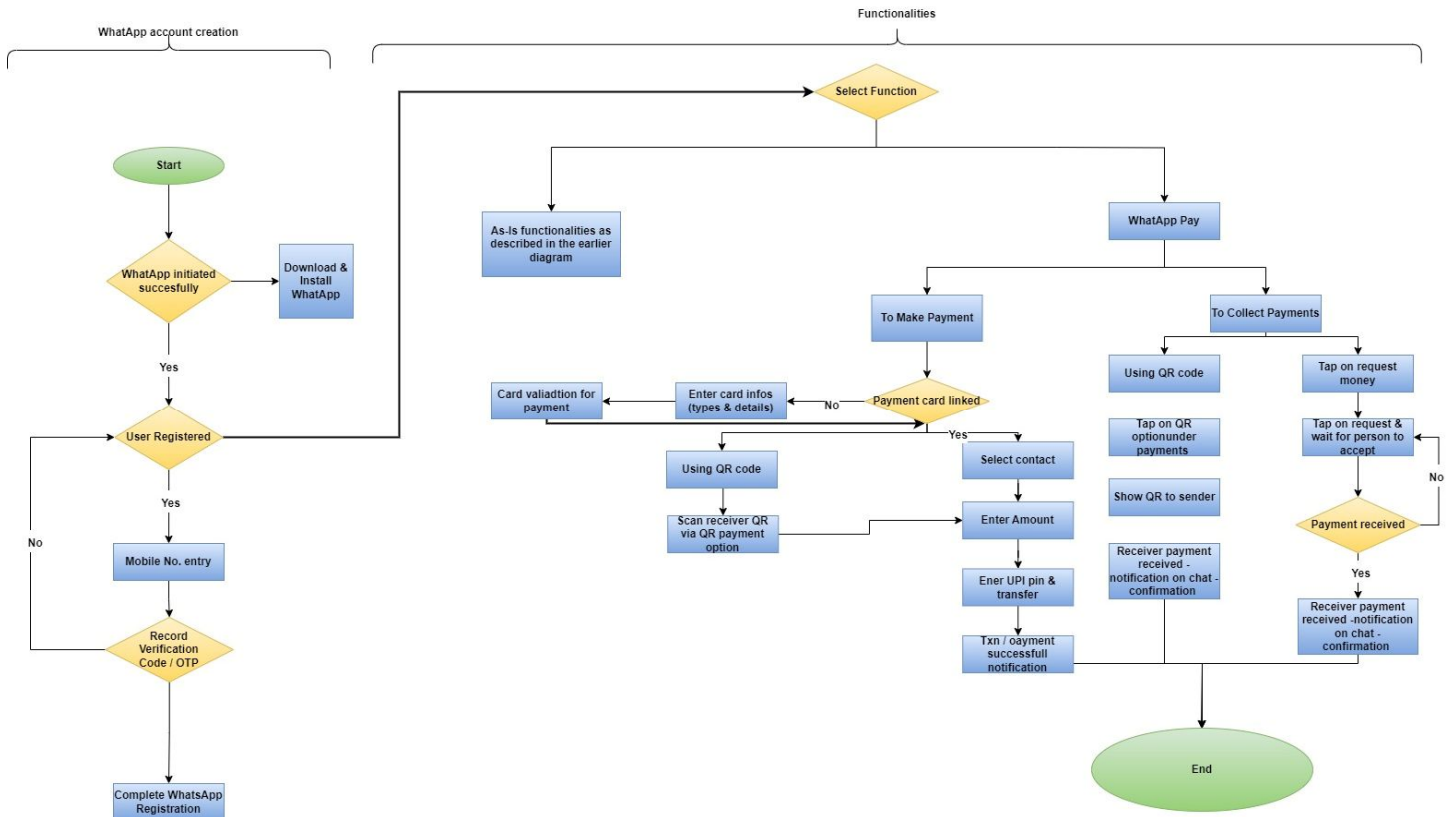 WhatApp account creation
Start
WhatApp initiated
succesfully
Download &
Install
WhatApp
Yes
User Registered
Yes
No
Mobile No. entry
Record
Verification
Code / OTP
Complete WhatsApp
Registration
Functionalities
Select Function
As-Is functionalities as
described in the earlier
diagram
WhatApp Pay
To Make Payment
To Collect Payments
Payment card linked
No
Enter card infos
(types & details)
Card valiadtion for
payment
Yes
Using QR code
Scan receiver QR
via QR payment
option
Select contact
Enter Amount
Ener UPI pin &
transfer
Txn / oayment
successfull
notification
Using QR code
Tap on QR
optionunder
payments
Show QR to sender
Receiver payment
received -
notification on chat -
confirmation
Tap on request
money
Tap on request &
wait for person to
accept
No
Payment received
Yes
Receiver payment
received -notification
on chat -
confirmation
End